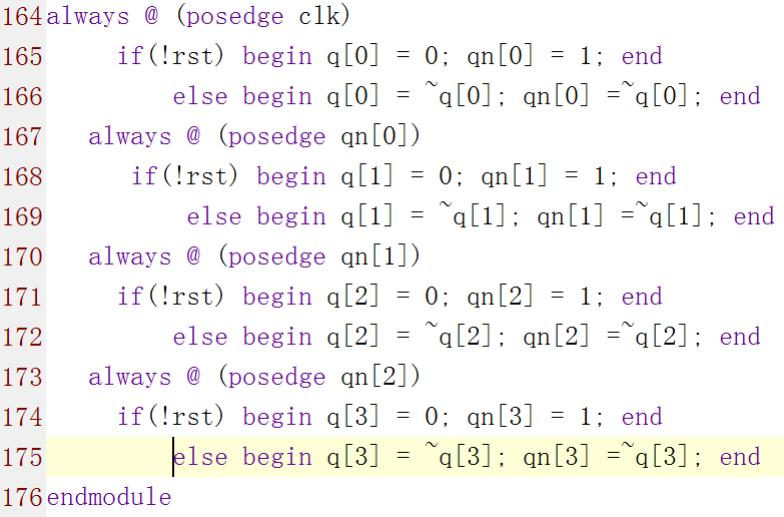 164always @ (posedge clk)
165 if(!rst) begin q[0] = 0; qn[0] = 1; end
166 else begin q[0] = ~q[0]; qn[0] =~q[0]; end
167 always @ (posedge qn[0])
168 if(!rst) begin q[1] = 0; qn[1] = 1; end
169 else begin q[1] = ~q[1]; qn[1] =~q[1]; end
170 always @ (posedge qn[1])
171 if(!rst) begin q[2] = 0; qn[2] = 1; end
172 else begin q[2] = ~q[2]; qn[2] =~q[2]; end
173 always @ (posedge qn[2])
174 if(!rst) begin q[3] = 0; qn[3] = 1; end
175 else begin q[3] = ~q[3]; qn[3] =~q[3]; end
176endmodule